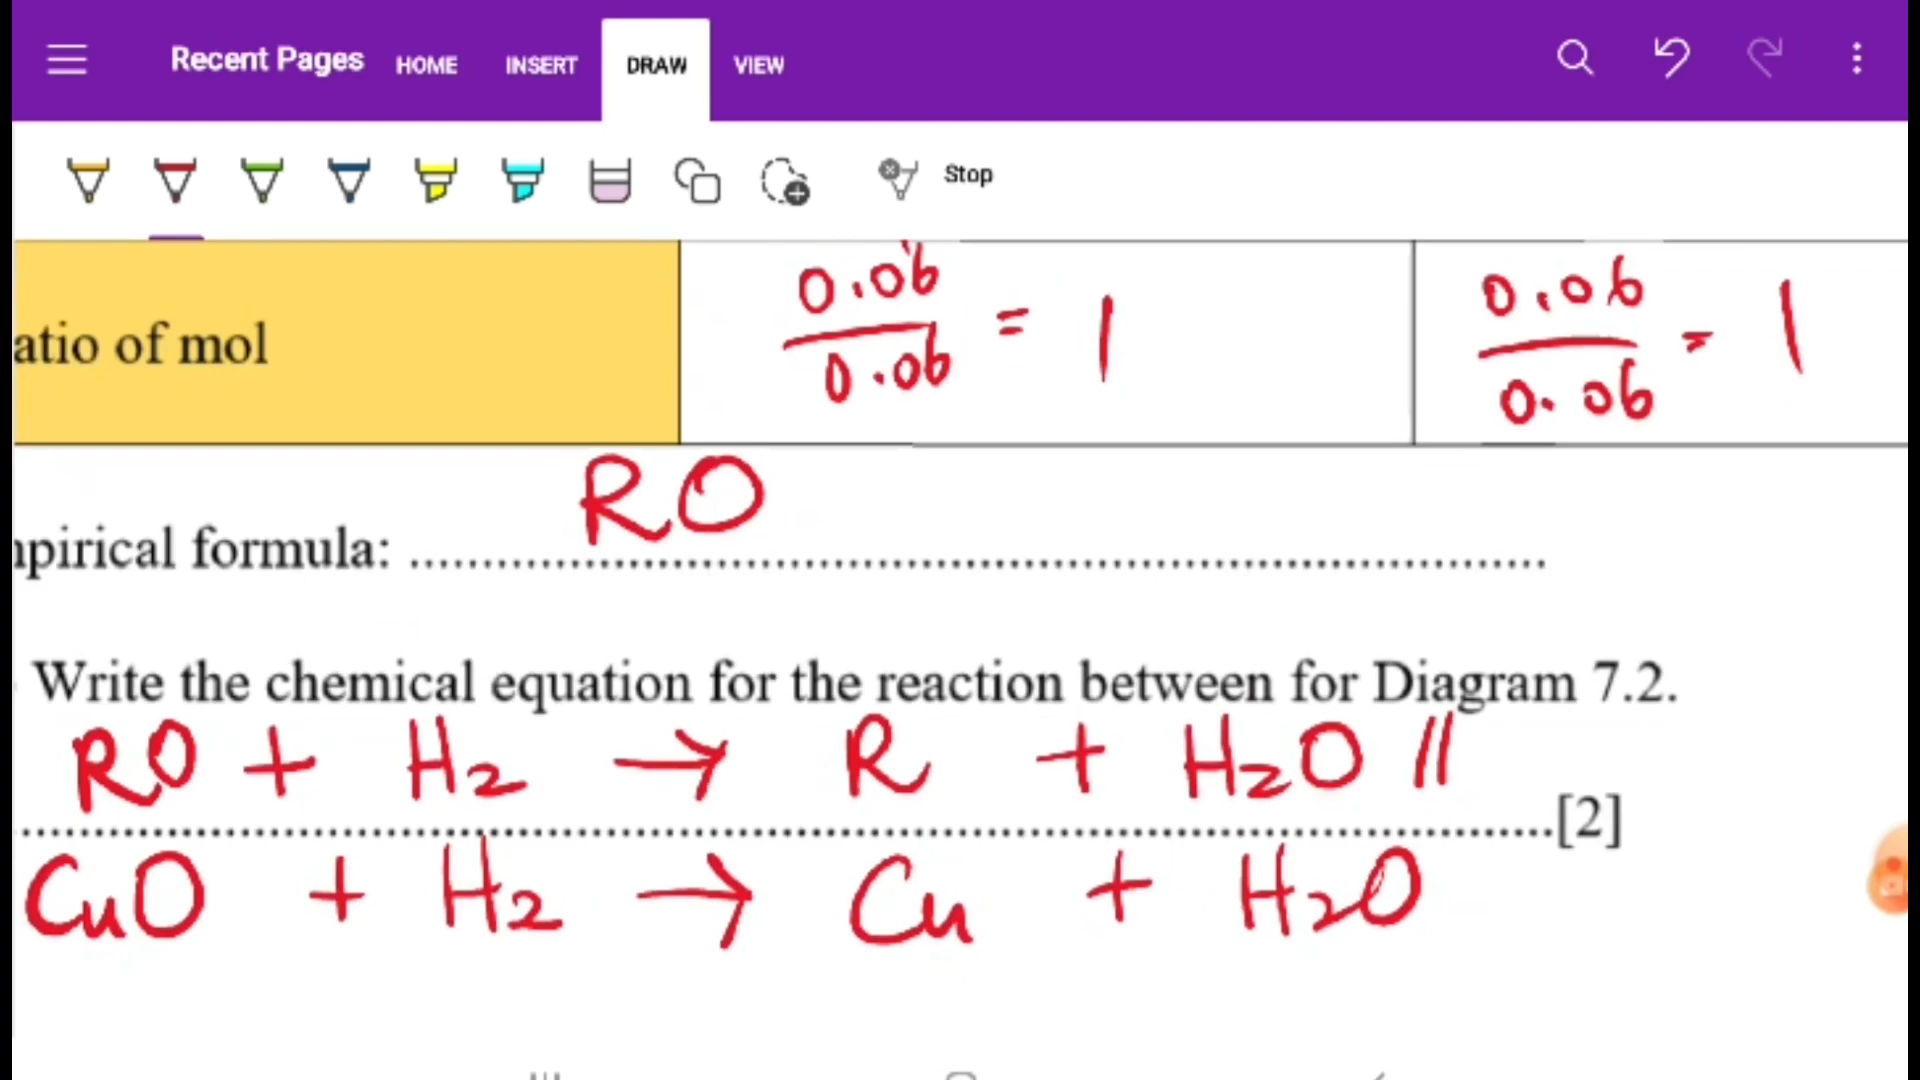 Recent Pages HOME INSERT DRAW VIEW
Stop
atio of mol 0.06 / 0.06 = 1 0.06 / 0.06 = 1
RO
pirical formula: ................................................................
Write the chemical equation for the reaction between for Diagram 7.2.
RO + H₂ → R + H₂O //
................................................................[2]
CuO + H₂ → Cu + H₂O